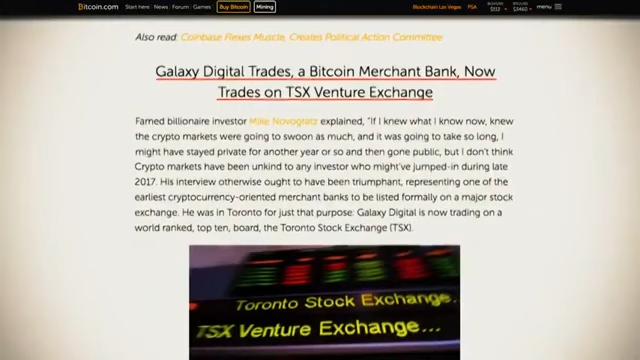 Bitcoin.com Start here News Forum Games Buy Bitcoin Mining Blockchain Las Vegas PSA menu
Also read: Coinbase Flexes Muscle, Creates Political Action Committee
Galaxy Digital Trades, a Bitcoin Merchant Bank, Now
Trades on TSX Venture Exchange
Famed billionaire investor Mike Novogratz explained, "If I knew what I know now, knew
the crypto markets were going to swoon as much, and it was going to take so long, I
might have stayed private for another year or so and then gone public, but I don't think
Crypto markets have been unkind to any investor who might've jumped-in during late
2017. His interview otherwise ought to have been triumphant, representing one of the
earliest cryptocurrency-oriented merchant banks to be listed formally on a major stock
exchange. He was in Toronto for just that purpose: Galaxy Digital is now trading on a
world ranked, top ten, board, the Toronto Stock Exchange (TSX).
Toronto Stock Exchange...
TSX Venture Exchange...